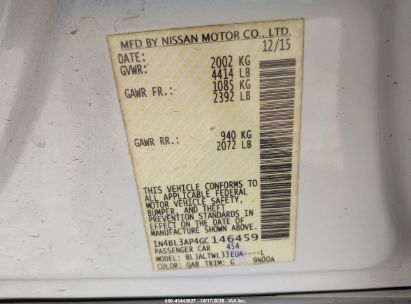 MFD BY NISSAN MOTOR CO., LTD.
DATE: 12/15
GVWR: 2002 KG
4414 LB
GAWR FR.: 1085 KG
2392 LB
GAWR RR.: 940 KG
2072 LB
THIS VEHICLE CONFORMS TO ALL
APPLICABLE FEDERAL
MOTOR VEHICLE SAFETY,
BUMPER, AND THEFT
PREVENTION STANDARDS IN
EFFECT ON THE DATE OF
MANUFACTURE SHOWN ABOVE.
1N4BL3AP4GC146459
PASSENGER CAR 454
MODEL: BLJALTWL33EUA----L
COLOR: QAB TRIM: G 9N00A